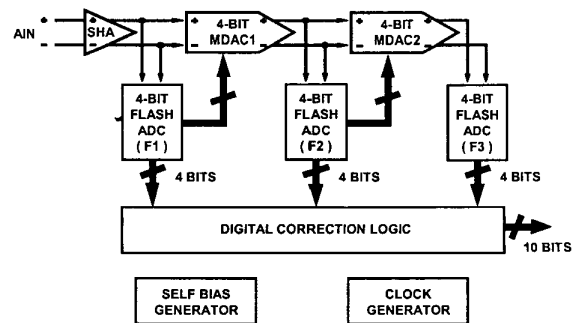 AIN
SHA
4-BIT
MDAC1
4-BIT
MDAC2
4-BIT
FLASH
ADC
( F1 )
4-BIT
FLASH
ADC
( F2 )
4-BIT
FLASH
ADC
( F3 )
4 BITS
4 BITS
4 BITS
DIGITAL CORRECTION LOGIC
10 BITS
SELF BIAS
GENERATOR
CLOCK
GENERATOR